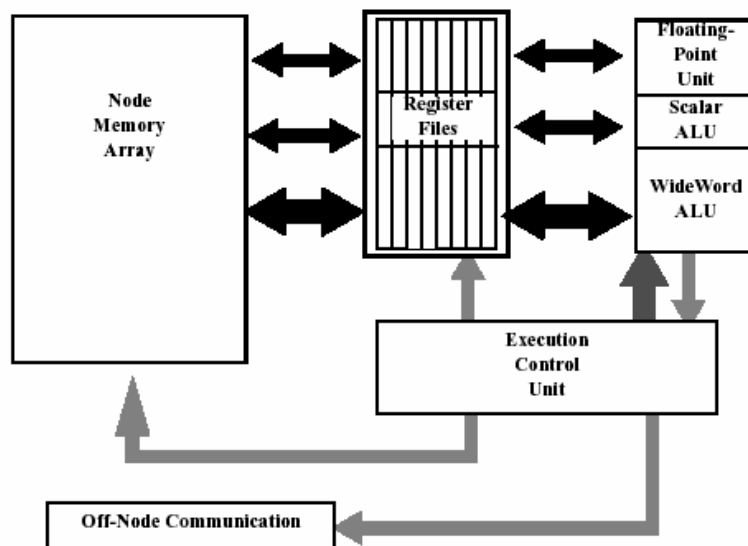 Node
Memory
Array
Register
Files
Floating-
Point
Unit
Scalar
ALU
WideWord
ALU
Execution
Control
Unit
Off-Node Communication